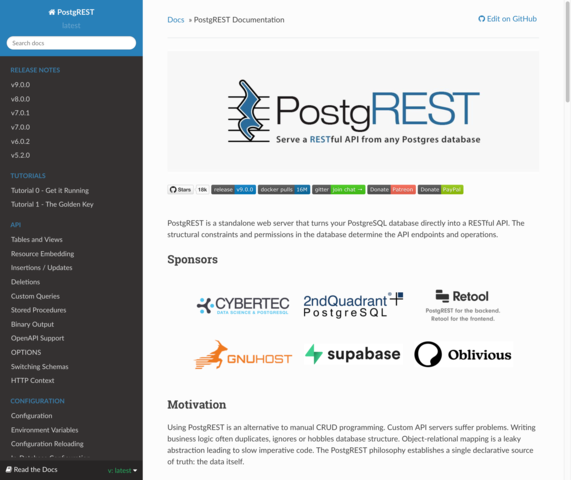 PostgREST
latest
Search docs
RELEASE NOTES
v9.0.0
v8.0.0
v7.0.1
v7.0.0
v6.0.2
v5.2.0
TUTORIALS
Tutorial 0 - Get it Running
Tutorial 1 - The Golden Key
API
Tables and Views
Resource Embedding
Insertions / Updates
Deletions
Custom Queries
Stored Procedures
Binary Output
OpenAPI Support
OPTIONS
Switching Schemas
HTTP Context
CONFIGURATION
Configuration
Environment Variables
Configuration Reloading
Read the Docs
v: latest
Docs » PostgREST Documentation
Edit on GitHub
PostgREST
Serve a RESTful API from any Postgres database
Stars 18k release v9.0.0 docker pulls 16M gitter join chat → Donate Patreon Donate PayPal
PostgREST is a standalone web server that turns your PostgreSQL database directly into a RESTful API. The
structural constraints and permissions in the database determine the API endpoints and operations.
Sponsors
CYBERTEC
DATA SCIENCE & POSTGRESQL
2ndQuadrant
PostgreSQL
Retool
PostgREST for the backend.
Retool for the frontend.
GNUHOST
supabase
Oblivious
Motivation
Using PostgREST is an alternative to manual CRUD programming. Custom API servers suffer problems. Writing
business logic often duplicates, ignores or hobbles database structure. Object-relational mapping is a leaky
abstraction leading to slow imperative code. The PostgREST philosophy establishes a single declarative source
of truth: the data itself.